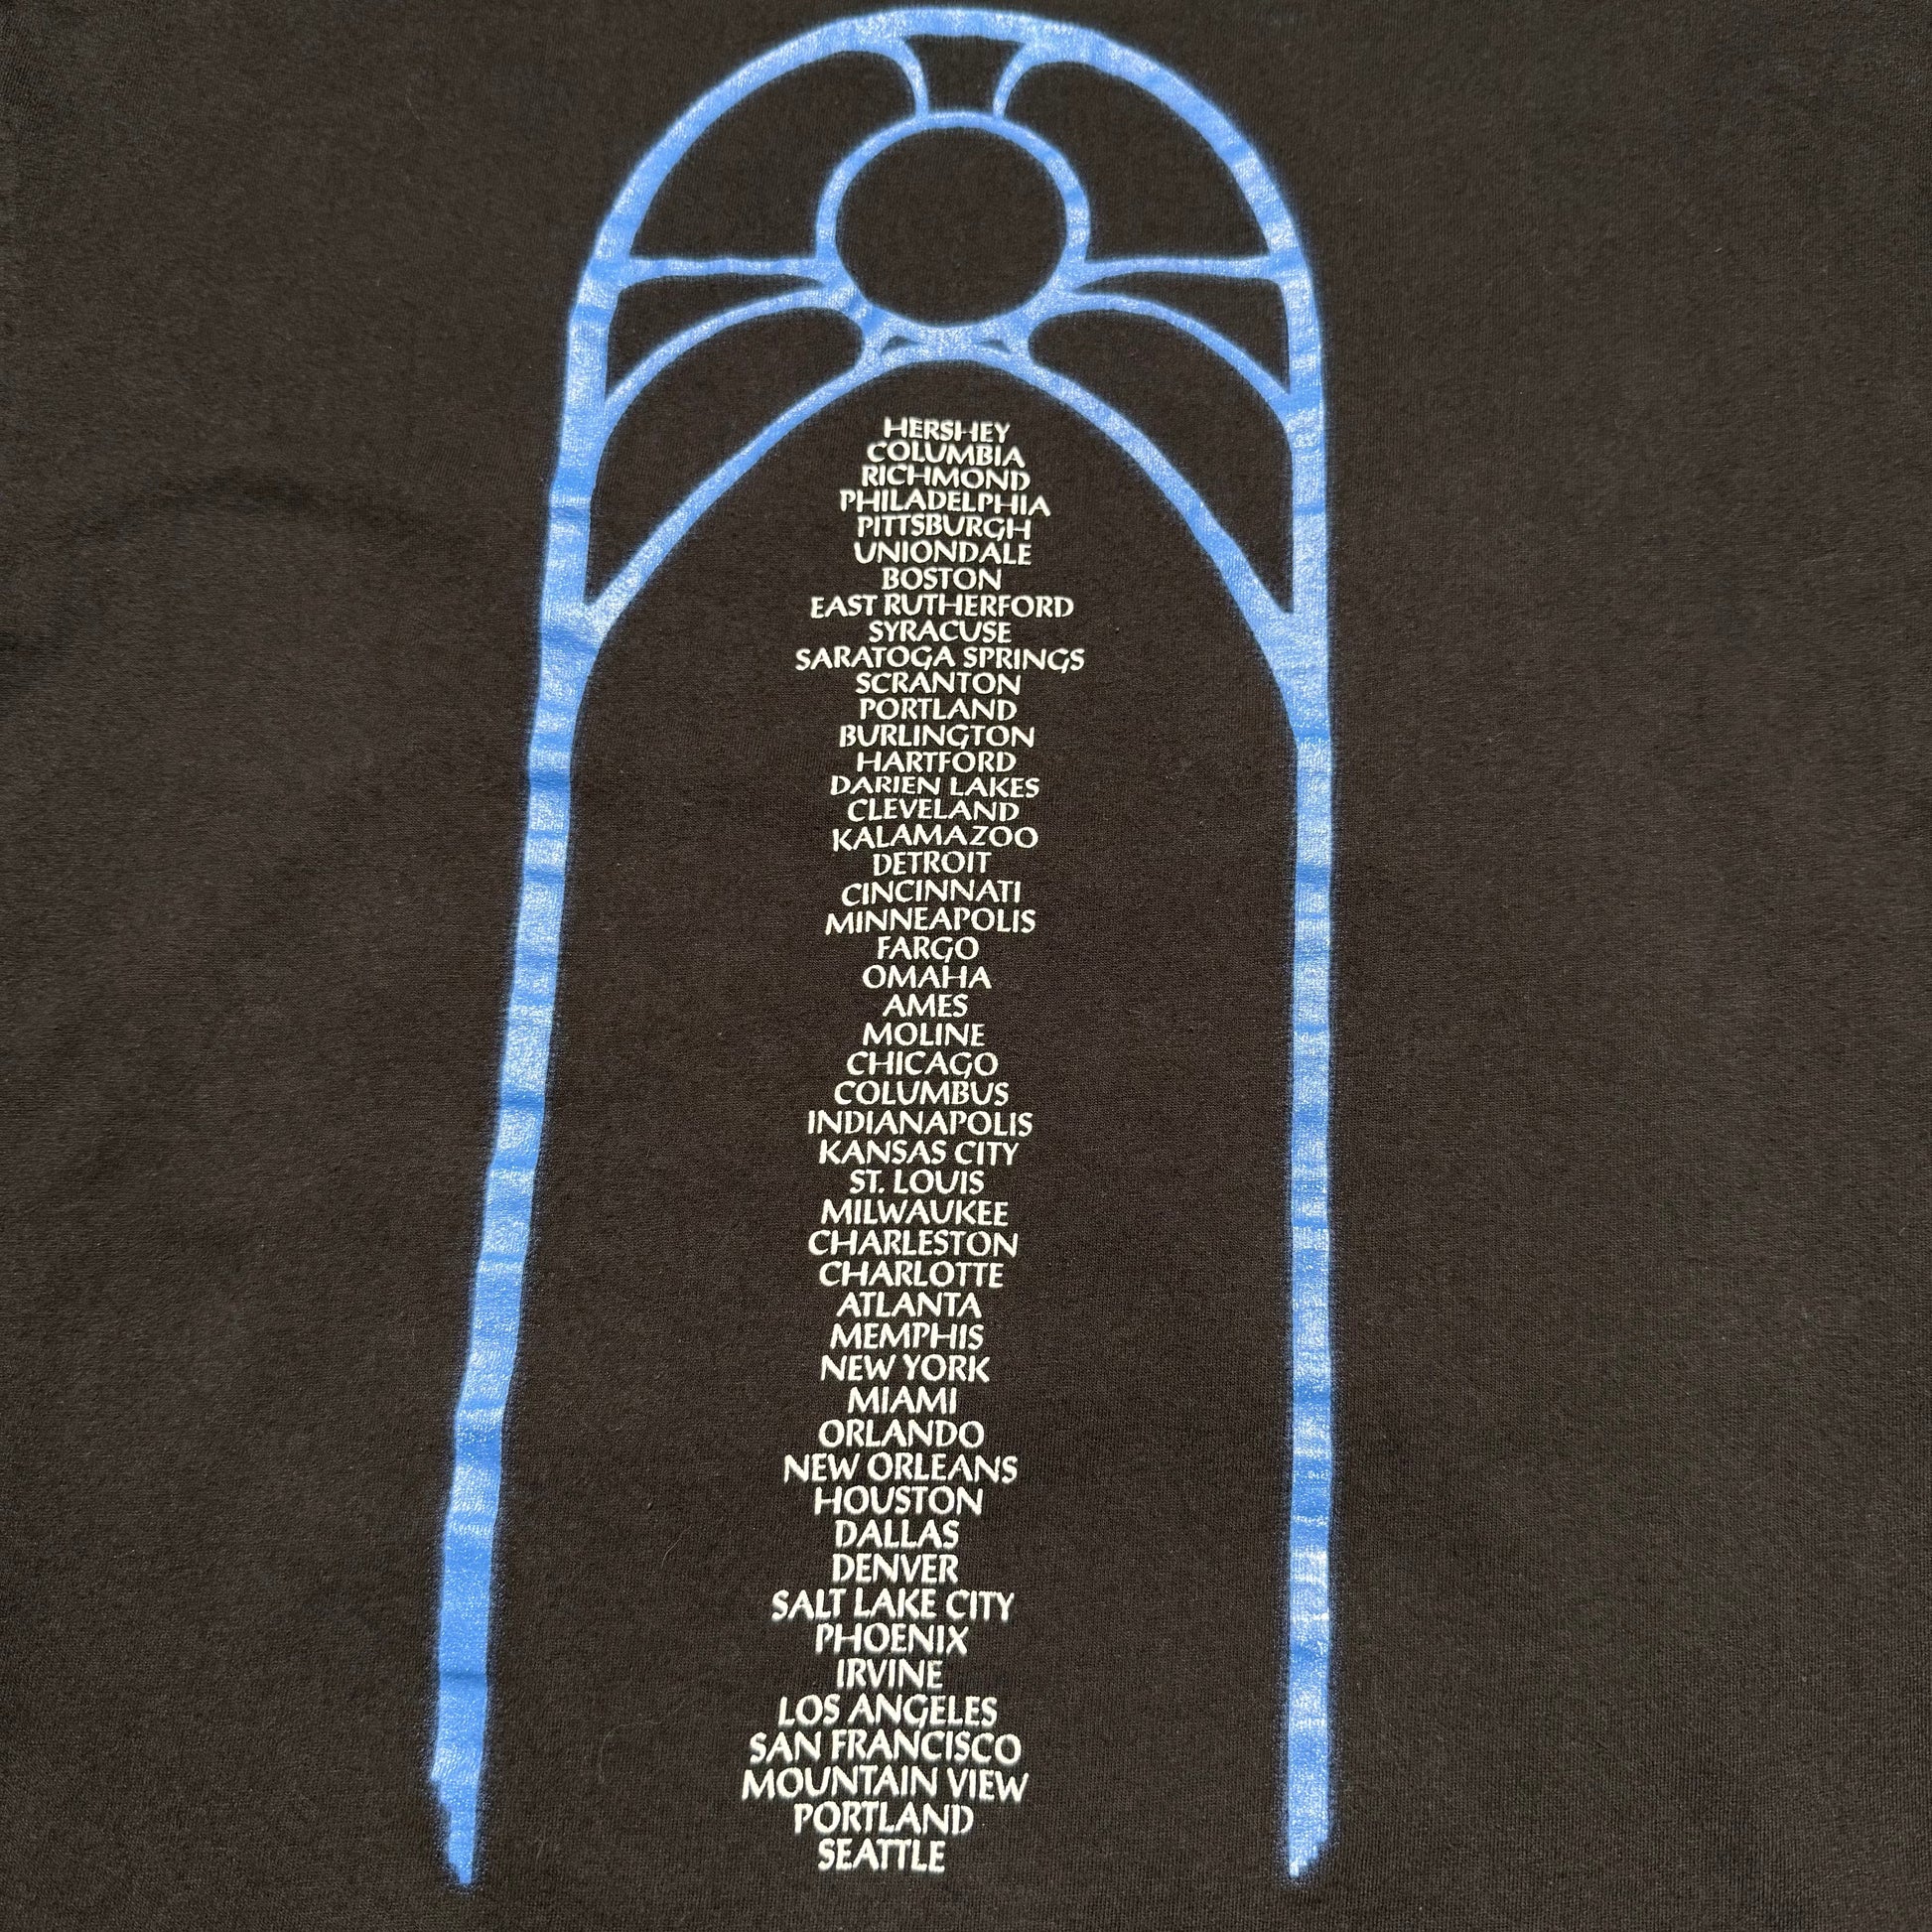 HERSHEY
COLUMBIA
RICHMOND
PHILADELPHIA
PITTSBURGH
UNIONDALE
BOSTON
EAST RUTHERFORD
SYRACUSE
SARATOGA SPRINGS
SCRANTON
PORTLAND
BURLINGTON
HARTFORD
DARIEN LAKES
CLEVELAND
KALAMAZOO
DETROIT
CINCINNATI
MINNEAPOLIS
FARGO
OMAHA
AMES
MOLINE
CHICAGO
COLUMBUS
INDIANAPOLIS
KANSAS CITY
ST. LOUIS
MILWAUKEE
CHARLESTON
CHARLOTTE
ATLANTA
MEMPHIS
NEW YORK
MIAMI
ORLANDO
NEW ORLEANS
HOUSTON
DALLAS
DENVER
SALT LAKE CITY
PHOENIX
IRVINE
LOS ANGELES
SAN FRANCISCO
MOUNTAIN VIEW
PORTLAND
SEATTLE